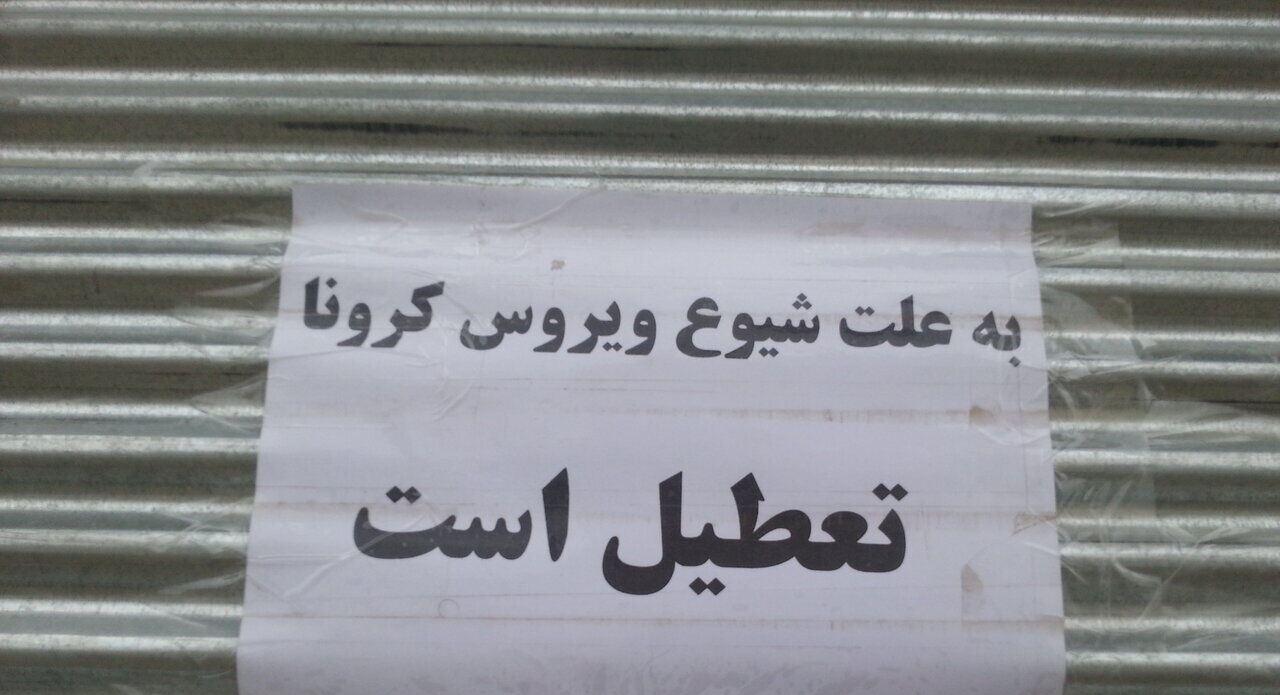 به علت شیوع ویروس کرونا
تعطیل است